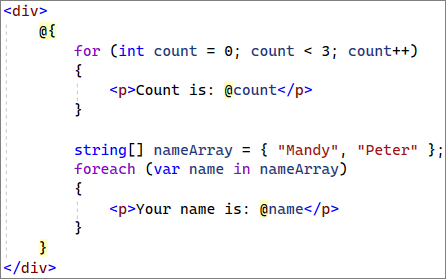 <div>
@{
for (int count = 0; count < 3; count++)
{
<p>Count is: @count</p>
}
string[] nameArray = { "Mandy", "Peter" };
foreach (var name in nameArray)
{
<p>Your name is: @name</p>
}
}
</div>